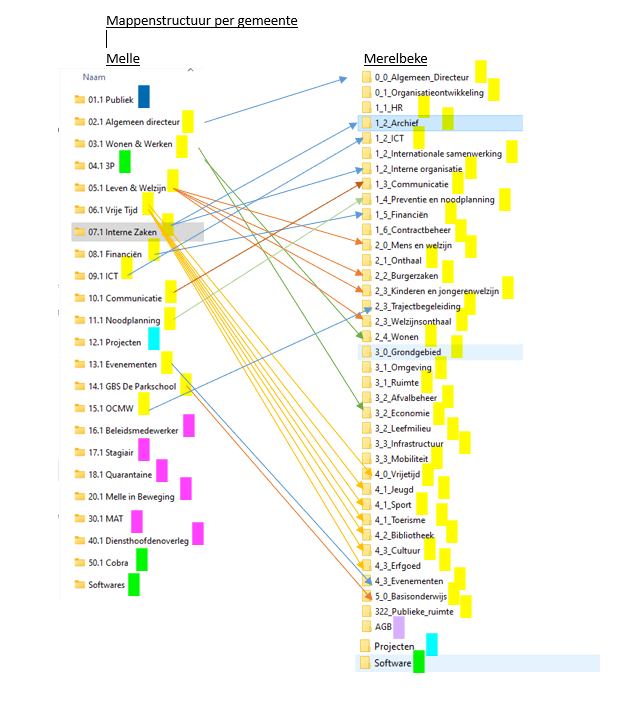 Mappenstructuur per gemeente
Melle
Naam
01.1 Publiek
02.1 Algemeen directeur
03.1 Wonen & Werken
04.1 3P
05.1 Leven & Welzijn
06.1 Vrije Tijd
07.1 Interne Zaken
08.1 Financiën
09.1 ICT
10.1 Communicatie
11.1 Noodplanning
12.1 Projecten
13.1 Evenementen
14.1 GBS De Parkschool
15.1 OCMW
16.1 Beleidsmedewerker
17.1 Stagiair
18.1 Quarantaine
20.1 Melle in Beweging
30.1 MAT
40.1 Diensthoofdenoverleg
50.1 Cobra
Softwares
Merelbeke
0_0_Algemeen_Directeur
0_1_Organisatieontwikkeling
1_1_HR
1_2_Archief
1_2_ICT
1_2_Internationale samenwerking
1_2_Interne organisatie
1_3_Communicatie
1_4_Preventie en noodplanning
1_5_Financiën
1_6_Contractbeheer
2_0_Mens en welzijn
2_1_Onthaal
2_2_Burgerzaken
2_3_Kinderen en jongerenwelzijn
2_3_Trajectbegeleiding
2_3_Welzijnsonthaal
2_4_Wonen
3_0_Grondgebied
3_1_Omgeving
3_1_Ruimte
3_2_Afvalbeheer
3_2_Economie
3_2_Leefmilieu
3_3_Infrastructuur
3_3_Mobiliteit
4_0_Vrijetijd
4_1_Jeugd
4_1_Sport
4_1_Toerisme
4_2_Bibliotheek
4_3_Cultuur
4_3_Erfgoed
4_3_Evenementen
5_0_Basisonderwijs
322_Publieke_ruimte
AGB
Projecten
Software